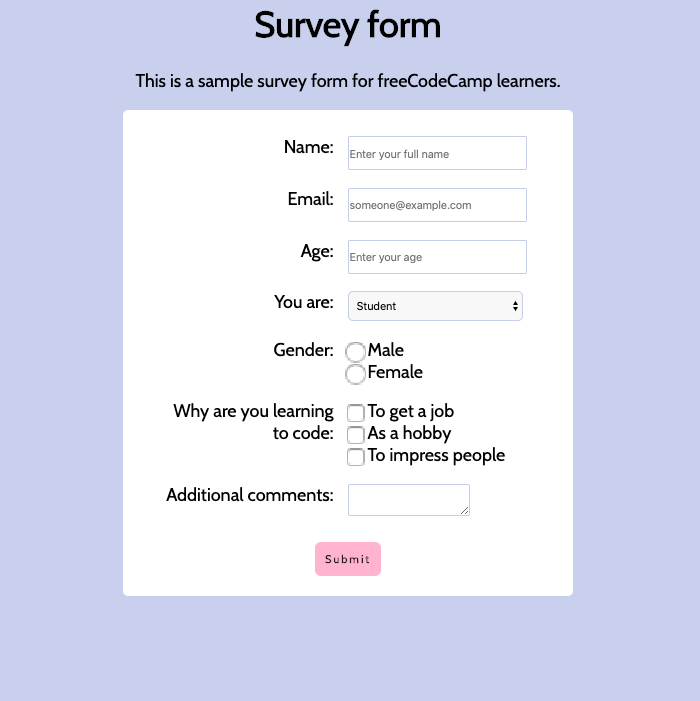 Survey form
This is a sample survey form for freeCodeCamp learners.
Name: Enter your full name
Email: someone@example.com
Age: Enter your age
You are: Student
Gender: Male
Female
Why are you learning To get a job
to code: As a hobby
To impress people
Additional comments:
Submit